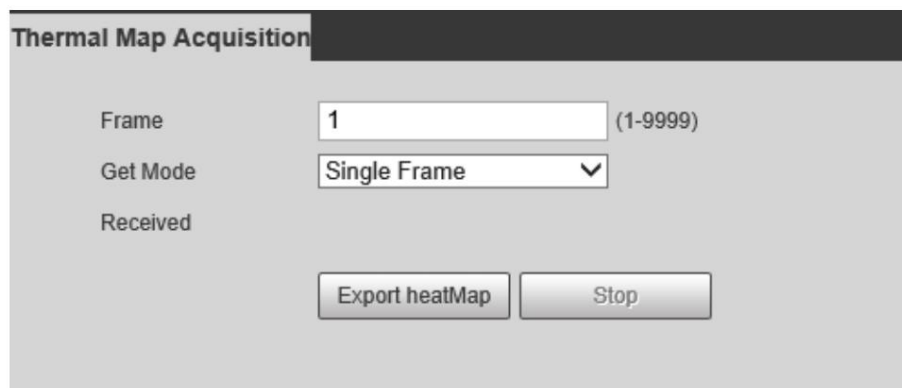 Thermal Map Acquisition
Frame 1 (1-9999)
Get Mode Single Frame
Received
Export heatMap Stop